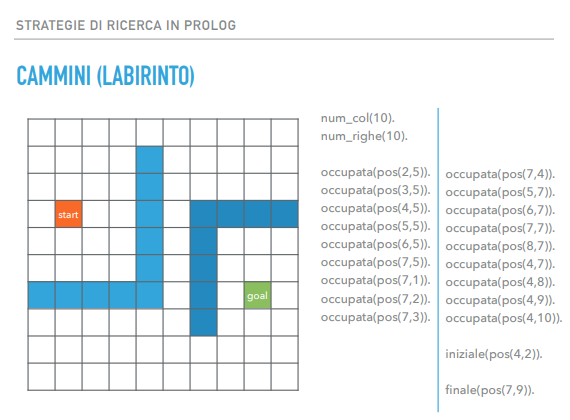 STRATEGIE DI RICERCA IN PROLOG
CAMMINI (LABIRINTO)
start
goal
num_col(10).
num_righe(10).
occupata(pos(2,5)).
occupata(pos(3,5)).
occupata(pos(4,5)).
occupata(pos(5,5)).
occupata(pos(6,5)).
occupata(pos(7,5)).
occupata(pos(7,1)).
occupata(pos(7,2)).
occupata(pos(7,3)).
occupata(pos(7,4)).
occupata(pos(5,7)).
occupata(pos(6,7)).
occupata(pos(7,7)).
occupata(pos(8,7)).
occupata(pos(4,7)).
occupata(pos(4,8)).
occupata(pos(4,9)).
occupata(pos(4,10)).
iniziale(pos(4,2)).
finale(pos(7,9)).